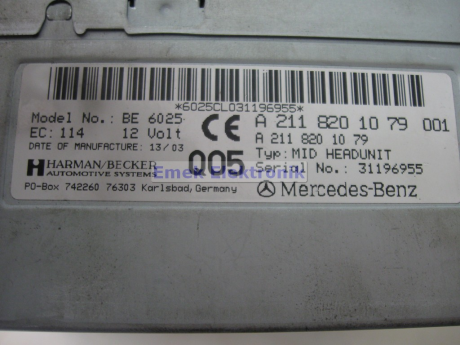 *6025CL031196955*
Model No.: BE 6025
EC: 114 12 Volt
DATE OF MANUFACTURE: 13/03
HARMAN/BECKER
AUTOMOTIVE SYSTEMS
PO-Box 742260 76303 Karlsbad, Germany
CE
005
A 211 820 10 79 001
A 211 820 10 79
Typ: MID HEADUNIT
Serial No.: 31196955
Mercedes-Benz
Emek Elektronik